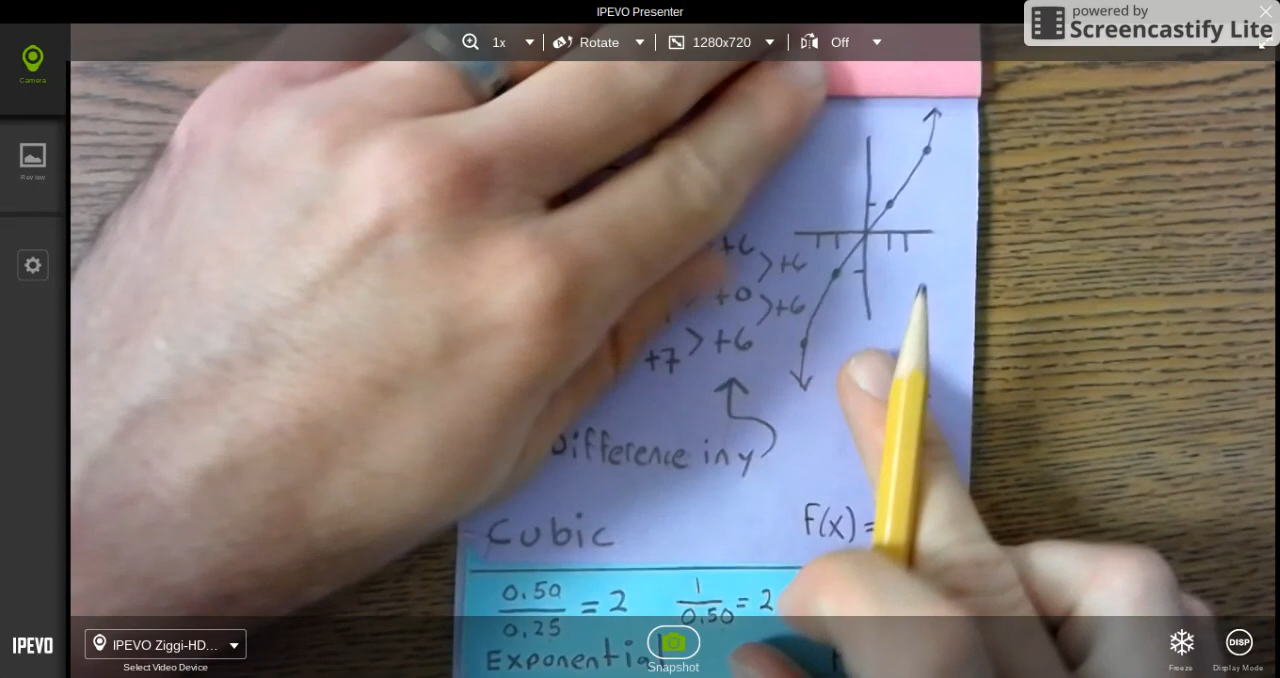 IPEVO Presenter
powered by
Screencastify Lite
1x
Rotate
1280x720
Off
Camera
Review
+6
>+6
+0 >+6
+7 >+6
Difference in y
Cubic
f(x)=
0.50
0.25
= 2
1
0.50
= 2
Exponential
IPEVO
IPEVO Ziggi-HD...
Select Video Device
Snapshot
Freeze
DISP
Display Mode